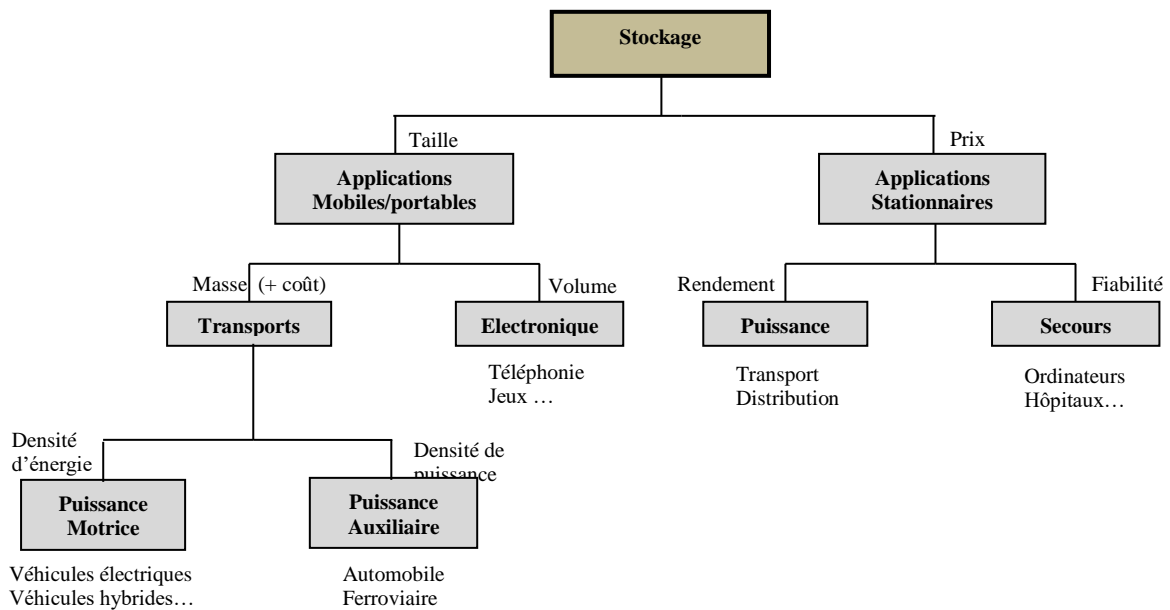 Stockage
Taille
Prix
Applications
Mobiles/portables
Applications
Stationnaires
Masse (+ coût)
Volume
Rendement
Fiabilité
Transports
Electronique
Puissance
Secours
Téléphonie
Jeux …
Transport
Distribution
Ordinateurs
Hôpitaux…
Densité
d’énergie
Densité de
puissance
Puissance
Motrice
Puissance
Auxiliaire
Véhicules électriques
Véhicules hybrides…
Automobile
Ferroviaire